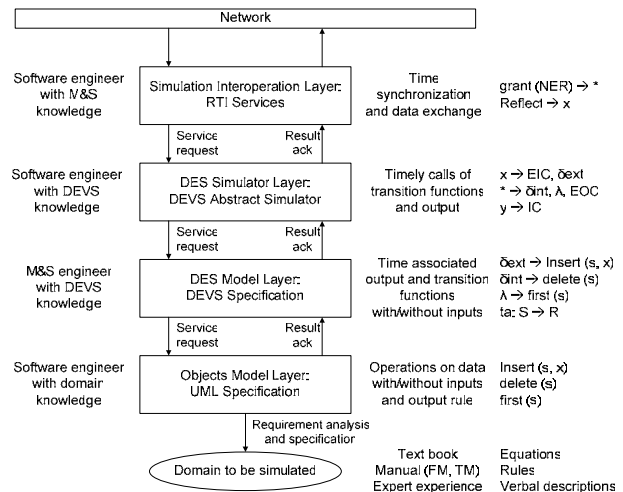 Network
Software engineer
with M&S
knowledge
Simulation Interoperation Layer:
RTI Services
Time
synchronization
and data exchange
grant (NER) → *
Reflect → x
Service
request
Result
ack
Software engineer
with DEVS
knowledge
DES Simulator Layer:
DEVS Abstract Simulator
Timely calls of
transition functions
and output
x → EIC, δext
* → δint, λ, EOC
y → IC
Service
request
Result
ack
M&S engineer
with DEVS
knowledge
DES Model Layer:
DEVS Specification
Time associated
output and transition
functions
with/without inputs
δext → Insert (s, x)
δint → delete (s)
λ → first (s)
ta: S → R
Service
request
Result
ack
Software engineer
with domain
knowledge
Objects Model Layer:
UML Specification
Operations on data
with/without inputs
and output rule
Insert (s, x)
delete (s)
first (s)
Requirement analysis
and specification
Domain to be simulated
Text book
Manual (FM, TM)
Expert experience
Equations
Rules
Verbal descriptions